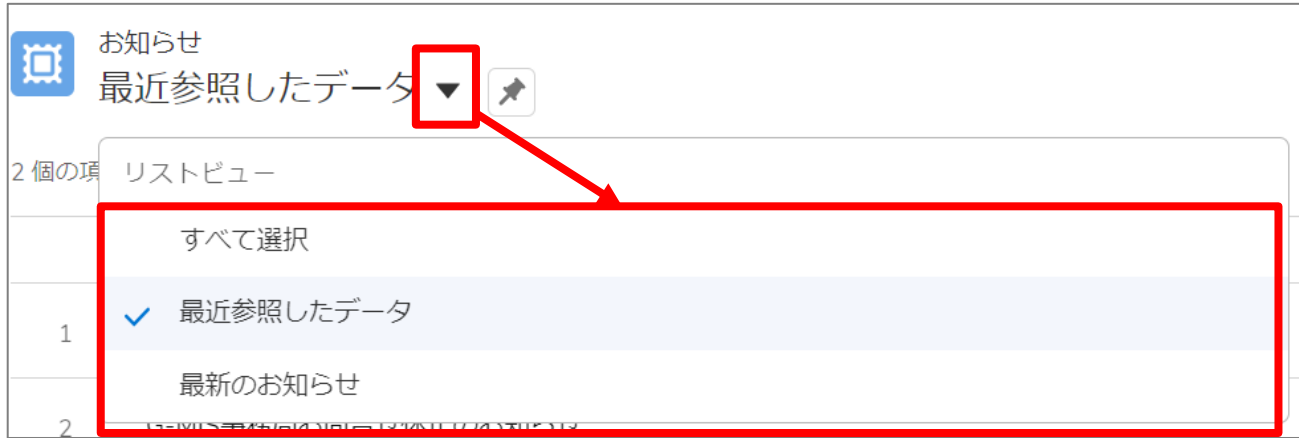 お知らせ
最近参照したデータ
2 個の項
リストビュー
すべて選択
最近参照したデータ
1
最新のお知らせ
2